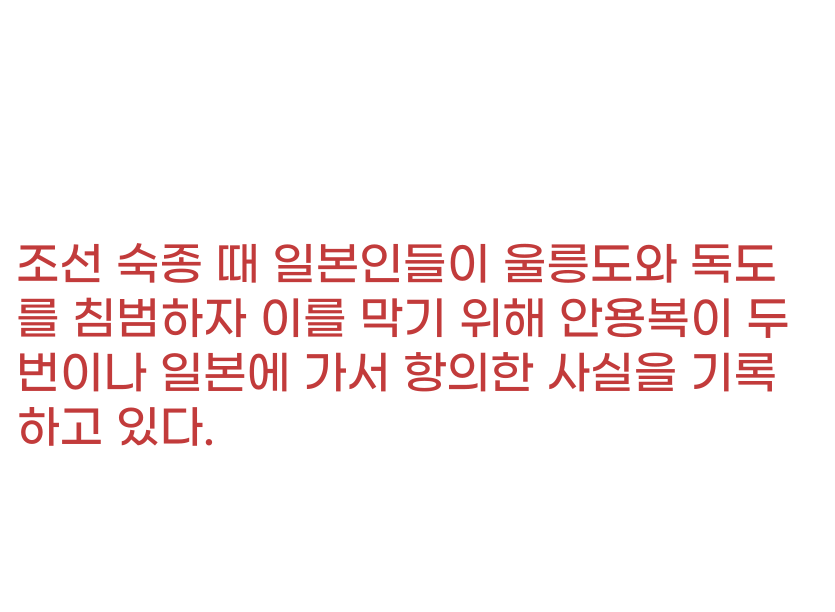 조선 숙종 때 일본인들이 울릉도와 독도
를 침범하자 이를 막기 위해 안용복이 두
번이나 일본에 가서 항의한 사실을 기록
하고 있다.